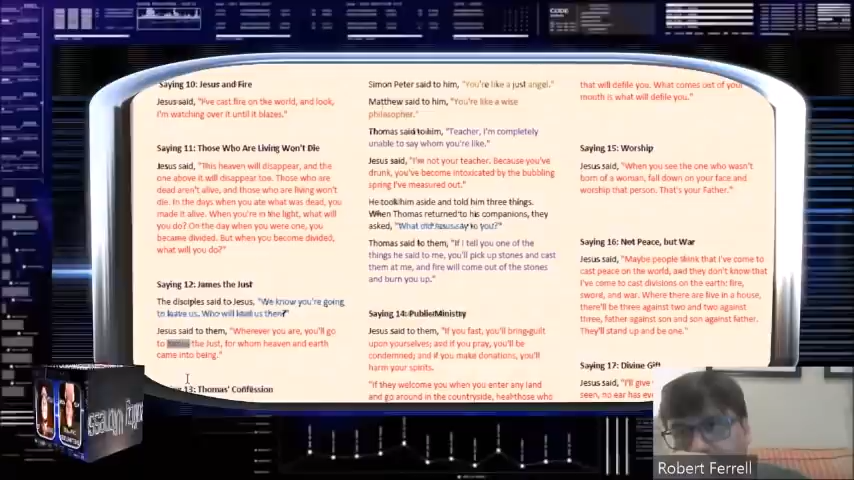 CODE
Saying 10: Jesus and Fire
Jesus said, "I've cast fire on the world, and look,
I'm watching over it until it blazes."
Saying 11: Those Who Are Living Won't Die
Jesus said, "This heaven will disappear, and the
one above it will disappear too. Those who are
dead aren't alive, and those who are living won't
die. In the days when you ate what was dead, you
made it alive. When you're in the light, what will
you do? On the day when you were one, you
became divided. But when you become divided,
what will you do?"
Saying 12: James the Just
The disciples said to Jesus, "We know you're going
to leave us. Who will lead us then?"
Jesus said to them, "Wherever you are, you'll go
to James the Just, for whom heaven and earth
came into being."
13: Thomas' Confession
Simon Peter said to him, "You're like a just angel."
Matthew said to him, "You're like a wise
philosopher."
Thomas said to him, "Teacher, I'm completely
unable to say whom you're like."
Jesus said, "I'm not your teacher. Because you've
drunk, you've become intoxicated by the bubbling
spring I've measured out."
He took him aside and told him three things.
When Thomas returned to his companions, they
asked, "What did Jesus say to you?"
Thomas said to them, "If I tell you one of the
things he said to me, you'll pick up stones and cast
them at me, and fire will come out of the stones
and burn you up."
Saying 14: Public Ministry
Jesus said to them, "If you fast, you'll bring guilt
upon yourselves; and if you pray, you'll be
condemned; and if you make donations, you'll
harm your spirits.
"If they welcome you when you enter any land
and go around in the countryside, heal those who
that will defile you. What comes out of your
mouth is what will defile you."
Saying 15: Worship
Jesus said, "When you see the one who wasn't
born of a woman, fall down on your face and
worship that person. That's your Father."
Saying 16: Not Peace, but War
Jesus said, "Maybe people think that I've come to
cast peace on the world, and they don't know that
I've come to cast divisions on the earth: fire,
sword, and war. Where there are five in a house,
there'll be three against two and two against
three, father against son and son against father.
They'll stand up and be one."
Saying 17: Divine Gift
Jesus said, "I'll give
seen, no ear has
Robert Ferrell